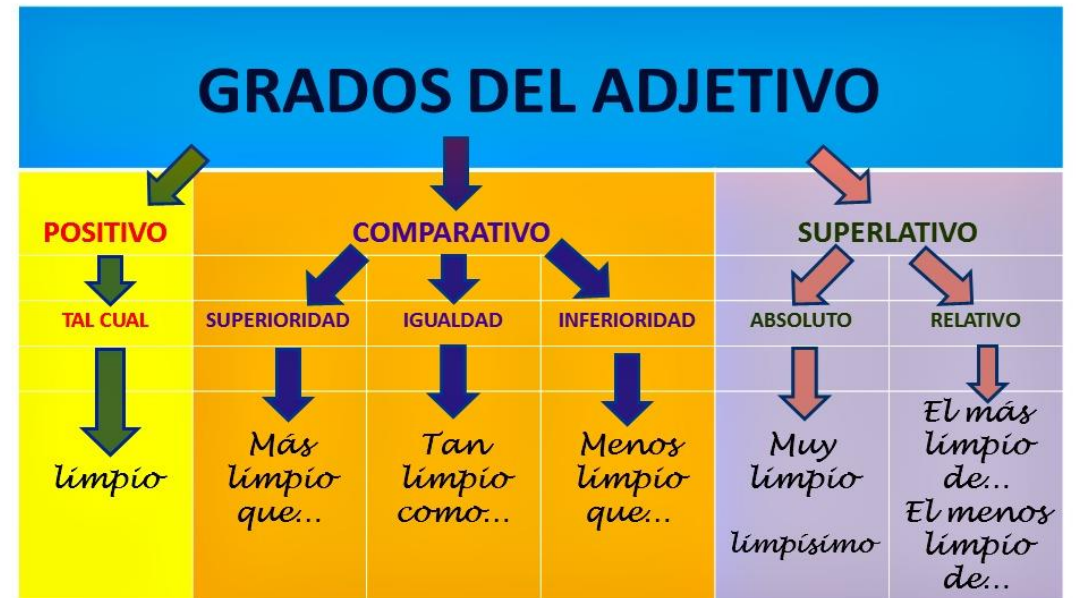 GRADOS DEL ADJETIVO
POSITIVO
COMPARATIVO
SUPERLATIVO
TAL CUAL
SUPERIORIDAD
IGUALDAD
INFERIORIDAD
ABSOLUTO
RELATIVO
limpio
Más
limpio
que...
Tan
limpio
como...
Menos
limpio
que...
Muy
limpio
limpísimo
El más
limpio
de...
El menos
limpio
de...